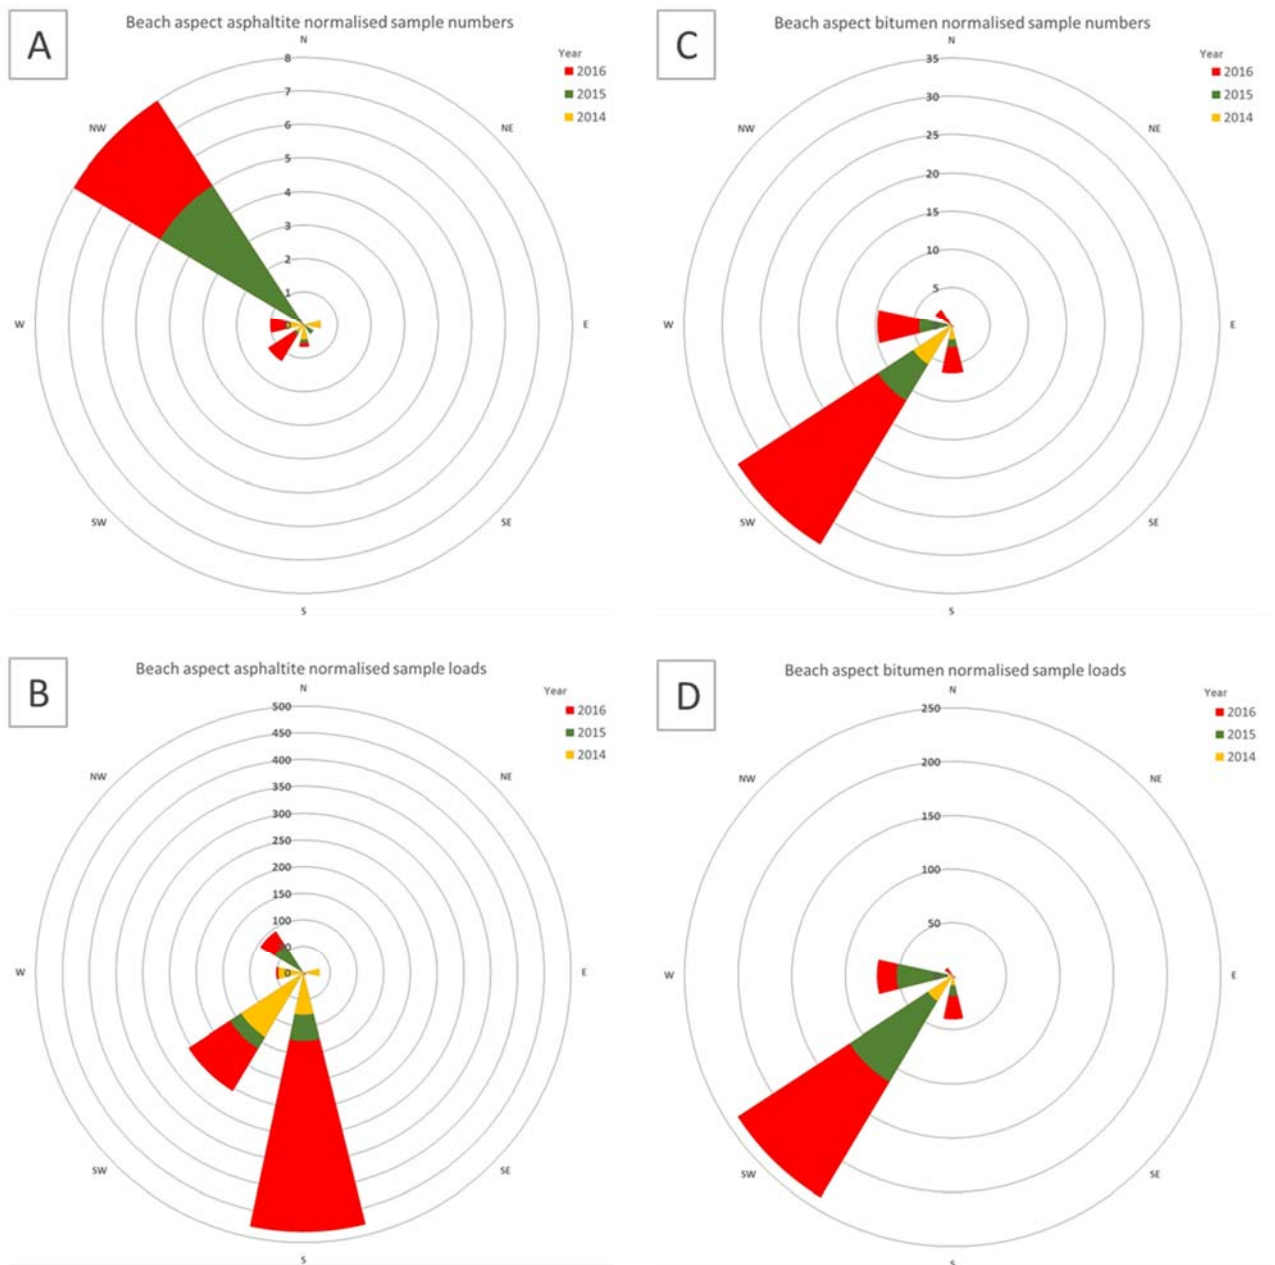 A
Beach aspect asphaltite normalised sample numbers
N
Year
2016
2015
2014
NW
NE
8
7
6
5
4
3
2
1
0
W
E
SW
SE
S
C
Beach aspect bitumen normalised sample numbers
N
Year
2016
2015
2014
NW
NE
35
30
25
20
15
10
5
W
E
SW
SE
S
B
Beach aspect asphaltite normalised sample loads
N
Year
2016
2015
2014
NW
NE
500
450
400
350
300
250
200
150
100
0
W
E
SW
SE
S
D
Beach aspect bitumen normalised sample loads
N
Year
2016
2015
2014
NW
NE
250
200
150
100
50
W
E
SW
SE